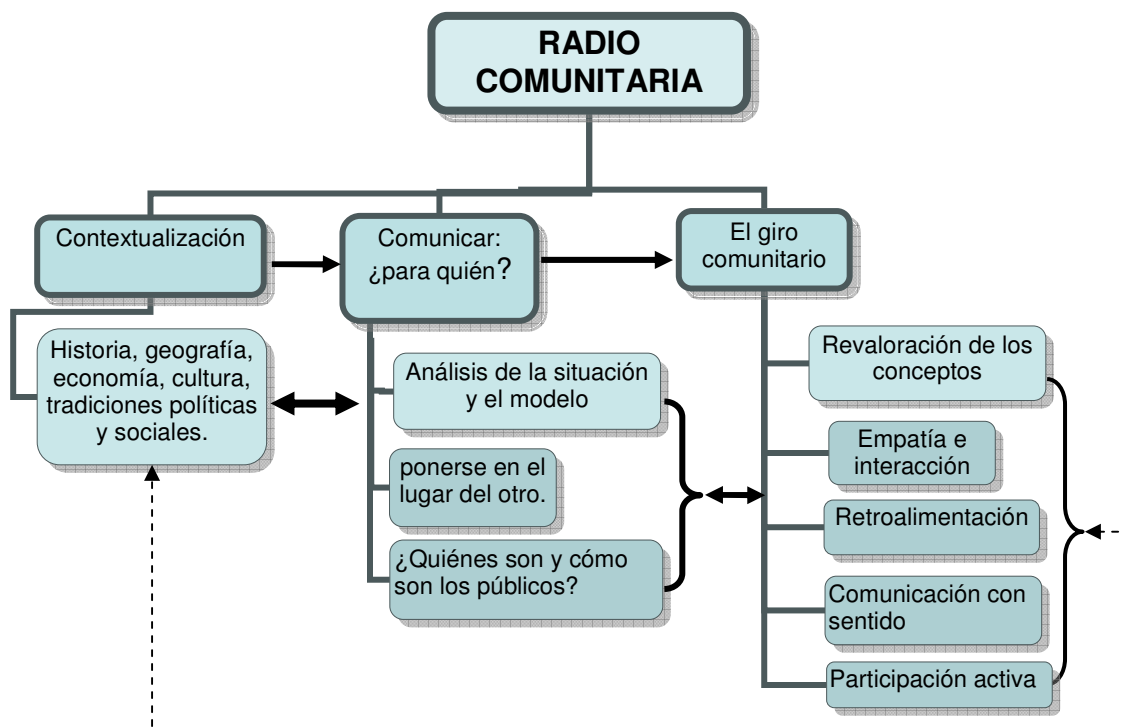 RADIO
COMUNITARIA
Contextualización
Comunicar:
¿para quién?
El giro
comunitario
Historia, geografía,
economía, cultura,
tradiciones políticas
y sociales.
Análisis de la situación
y el modelo
ponerse en el
lugar del otro.
¿Quiénes son y cómo
son los públicos?
Revaloración de los
conceptos
Empatía e
interacción
Retroalimentación
Comunicación con
sentido
Participación activa